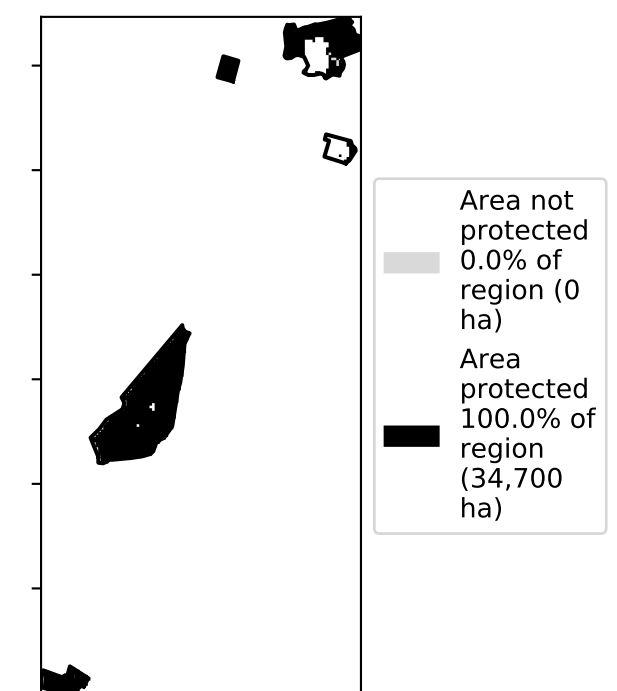 Area not
protected
0.0% of
region (0
ha)
Area
protected
100.0% of
region
(34,700
ha)